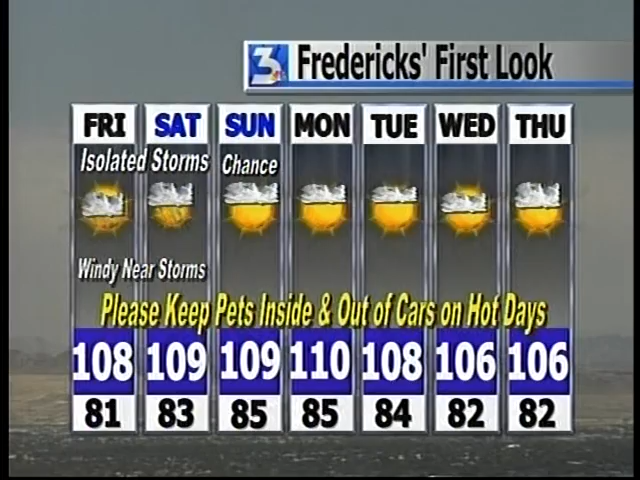 3 Fredericks' First Look
FRI SAT SUN MON TUE WED THU
Isolated Storms Chance
Windy Near Storms
Please Keep Pets Inside & Out of Cars on Hot Days
108 109 109 110 108 106 106
81 83 85 85 84 82 82